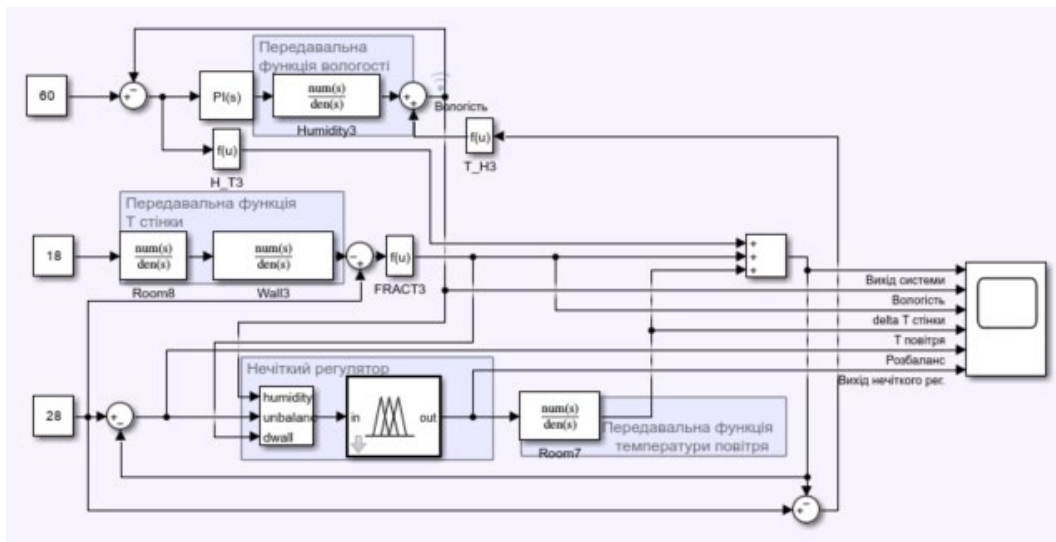 Передавальна
функція вологості
60
PI(s)
num(s)
den(s)
Humidity3
Вологість
f(u)
T_H3
f(u)
H_T3
Передавальна функція
Т стінки
18
num(s)
den(s)
Room8
num(s)
den(s)
Wall3
f(u)
FRACT3
Вихід системи
Вологість
delta Т стінки
Т повітря
Розбаланс
Вихід нечіткого рег.
Нечіткий регулятор
28
humidity
unbalanc
dwall
in
out
num(s)
den(s)
Room7
Передавальна функція
температури повітря